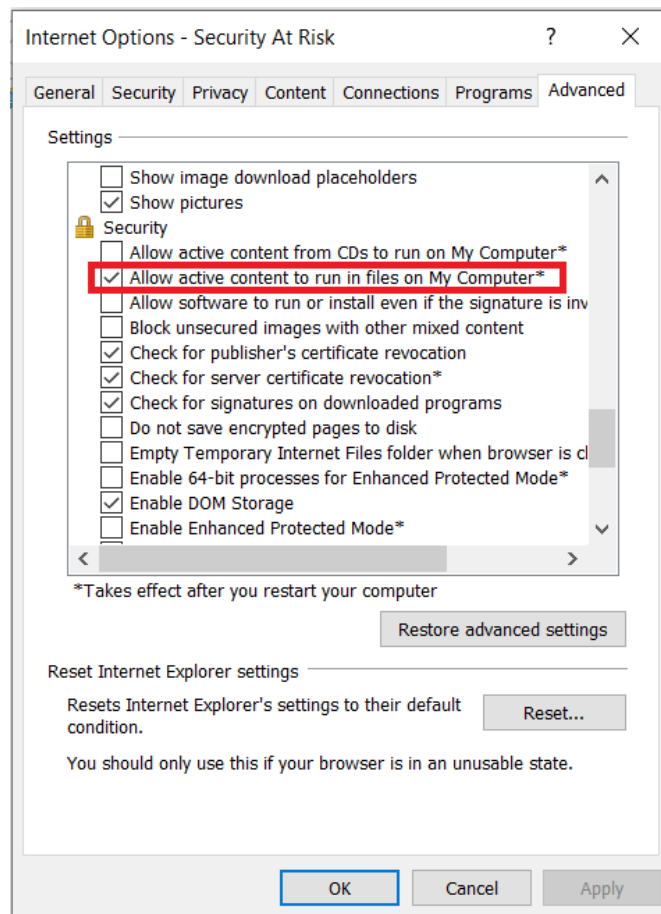 Internet Options - Security At Risk
?
General
Security
Privacy
Content
Connections
Programs
Advanced
Settings
Show image download placeholders
Show pictures
Security
Allow active content from CDs to run on My Computer*
Allow active content to run in files on My Computer*
Allow software to run or install even if the signature is inv
Block unsecured images with other mixed content
Check for publisher's certificate revocation
Check for server certificate revocation*
Check for signatures on downloaded programs
Do not save encrypted pages to disk
Empty Temporary Internet Files folder when browser is cl
Enable 64-bit processes for Enhanced Protected Mode*
Enable DOM Storage
Enable Enhanced Protected Mode*
*Takes effect after you restart your computer
Restore advanced settings
Reset Internet Explorer settings
Resets Internet Explorer's settings to their default
condition.
Reset...
You should only use this if your browser is in an unusable state.
OK
Cancel
Apply